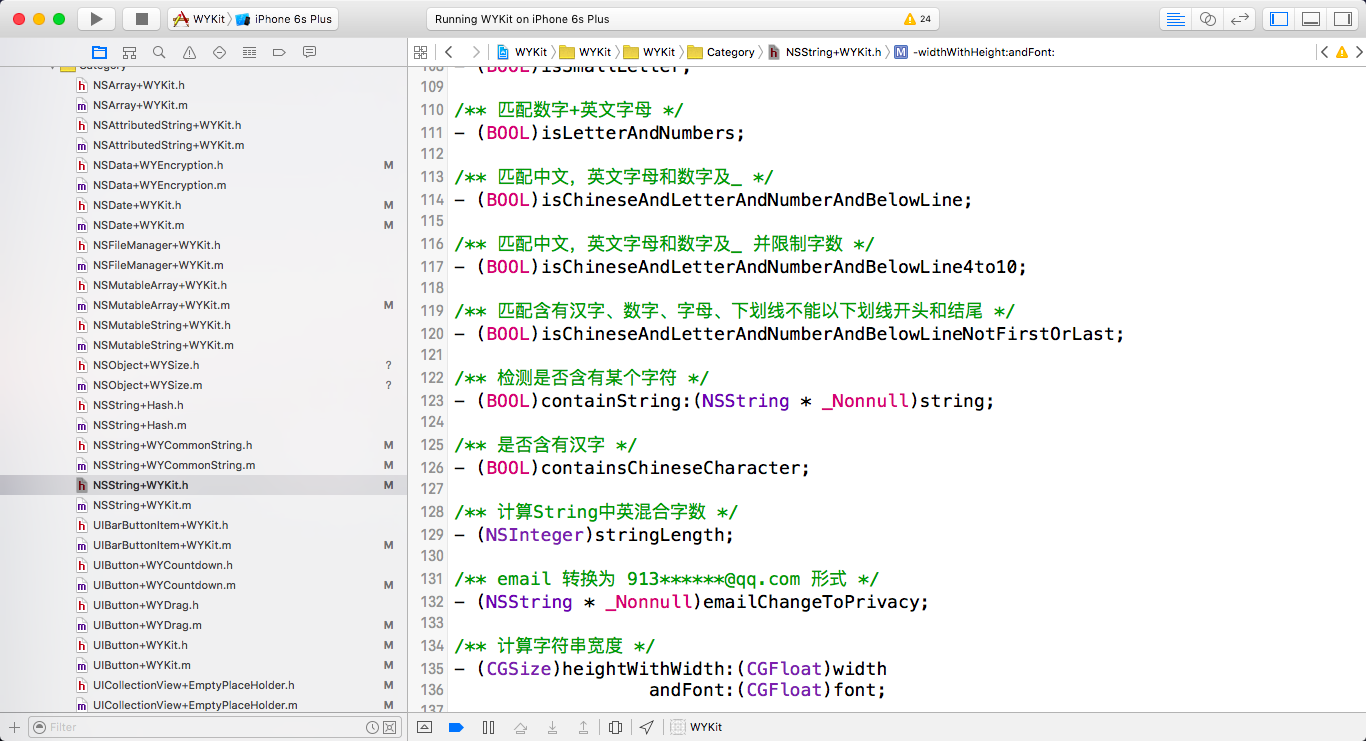 WYKit
iPhone 6s Plus
Running WYKit on iPhone 6s Plus
24
WYKit
WYKit
WYKit
Category
NSString+WYKit.h
-widthWithHeight:andFont:
Category
NSArray+WYKit.h
NSArray+WYKit.m
NSAttributedString+WYKit.h
NSAttributedString+WYKit.m
NSData+WYEncryption.h M
NSData+WYEncryption.m
NSDate+WYKit.h M
NSDate+WYKit.m M
NSFileManager+WYKit.h
NSFileManager+WYKit.m
NSMutableArray+WYKit.h
NSMutableArray+WYKit.m M
NSMutableString+WYKit.h
NSMutableString+WYKit.m
NSObject+WYSize.h ?
NSObject+WYSize.m ?
NSString+Hash.h
NSString+Hash.m
NSString+WYCommonString.h M
NSString+WYCommonString.m M
NSString+WYKit.h M
NSString+WYKit.m
UIBarButtonItem+WYKit.h
UIBarButtonItem+WYKit.m M
UIButton+WYCountdown.h
UIButton+WYCountdown.m M
UIButton+WYDrag.h
UIButton+WYDrag.m M
UIButton+WYKit.h M
UIButton+WYKit.m M
UICollectionView+EmptyPlaceHolder.h M
UICollectionView+EmptyPlaceHolder.m M
Filter
108 - (BOOL)isSmallLetter;
109
110 /** 匹配数字+英文字母 */
111 - (BOOL)isLetterAndNumbers;
112
113 /** 匹配中文，英文字母和数字及_ */
114 - (BOOL)isChineseAndLetterAndNumberAndBelowLine;
115
116 /** 匹配中文，英文字母和数字及_ 并限制字数 */
117 - (BOOL)isChineseAndLetterAndNumberAndBelowLine4to10;
118
119 /** 匹配含有汉字、数字、字母、下划线不能以下划线开头和结尾 */
120 - (BOOL)isChineseAndLetterAndNumberAndBelowLineNotFirstOrLast;
121
122 /** 检测是否含有某个字符 */
123 - (BOOL)containString:(NSString * _Nonnull)string;
124
125 /** 是否含有汉字 */
126 - (BOOL)containsChineseCharacter;
127
128 /** 计算String中英混合字数 */
129 - (NSInteger)stringLength;
130
131 /** email 转换为 913******@qq.com 形式 */
132 - (NSString * _Nonnull)emailChangeToPrivacy;
133
134 /** 计算字符串宽度 */
135 - (CGSize)heightWithWidth:(CGFloat)width
136 andFont:(CGFloat)font;
137
WYKit